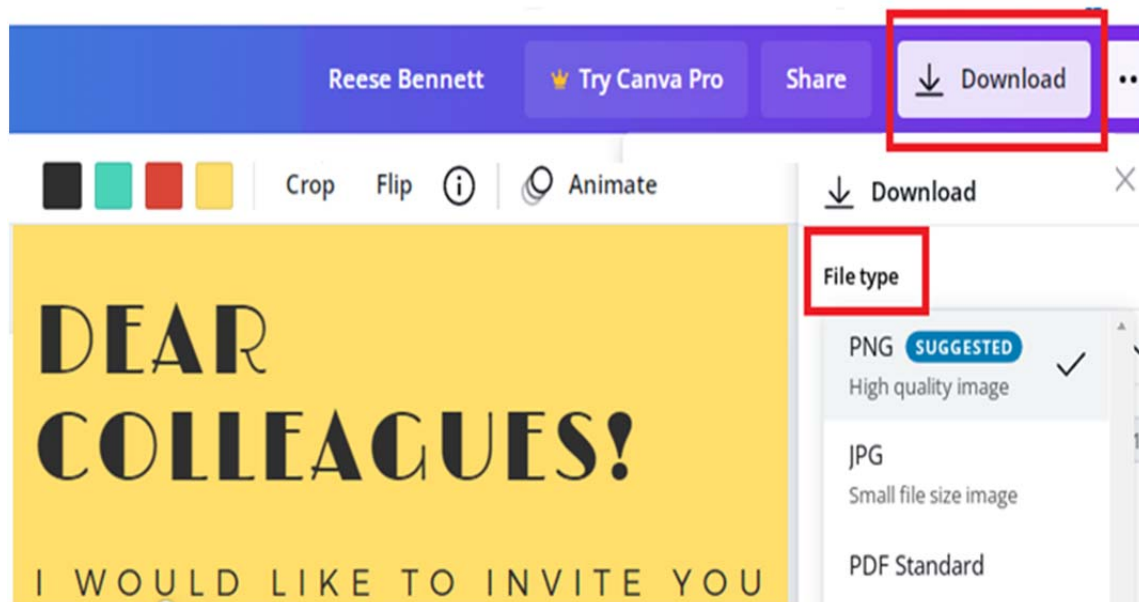 Reese Bennett Try Canva Pro Share Download
Crop Flip Animate
Download
File type
DEAR
COLLEAGUES!
I WOULD LIKE TO INVITE YOU
PNG SUGGESTED
High quality image
JPG
Small file size image
PDF Standard